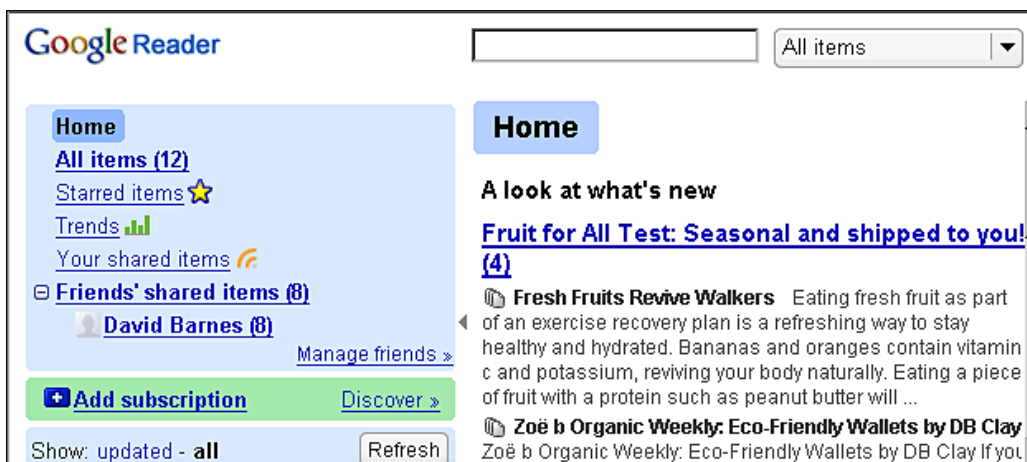 Google Reader
All items
Home
All items (12)
Starred items
Trends
Your shared items
Friends' shared items (8)
David Barnes (8)
Manage friends »
Add subscription
Discover »
Show: updated - all
Refresh
Home
A look at what's new
Fruit for All Test: Seasonal and shipped to you!
(4)
Fresh Fruits Revive Walkers Eating fresh fruit as part
of an exercise recovery plan is a refreshing way to stay
healthy and hydrated. Bananas and oranges contain vitamin
c and potassium, reviving your body naturally. Eating a piece
of fruit with a protein such as peanut butter will ...
Zoë b Organic Weekly: Eco-Friendly Wallets by DB Clay
Zoë b Organic Weekly: Eco-Friendly Wallets by DB Clay If you